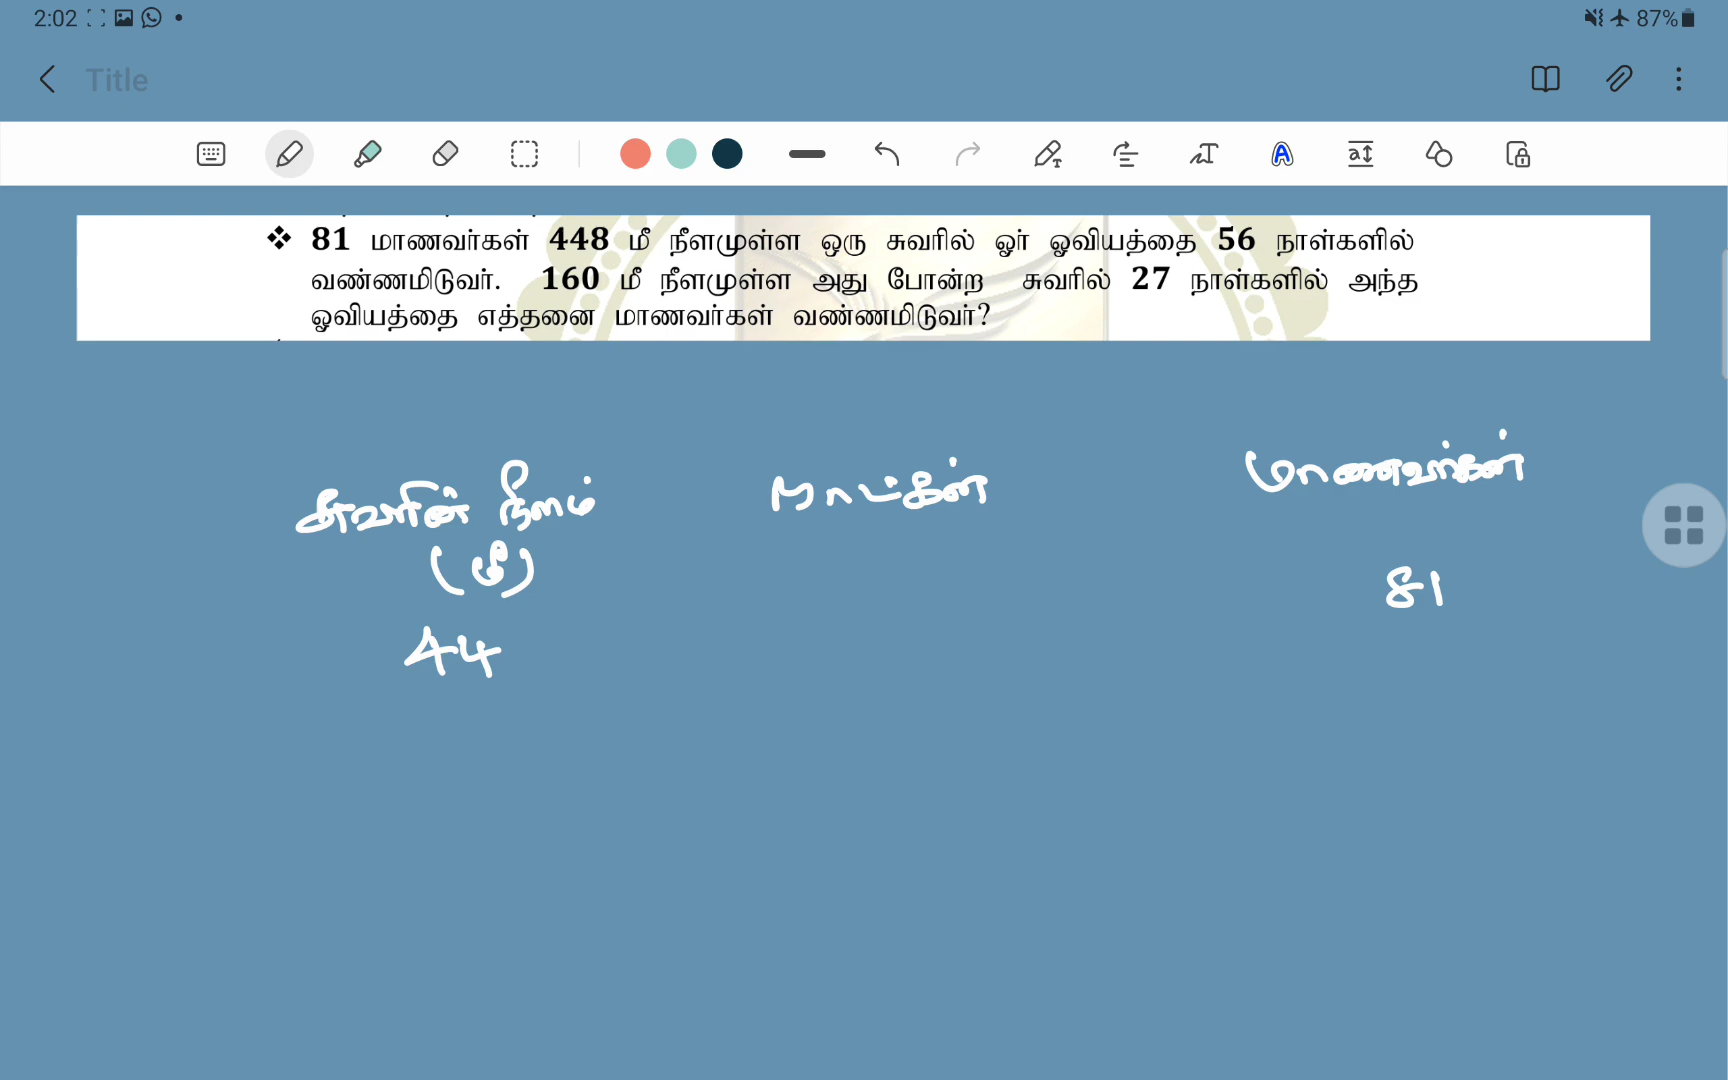 2:02 87%
Title
❖ 81 மாணவர்கள் 448 மீ நீளமுள்ள ஒரு சுவரில் ஓர் ஓவியத்தை 56 நாள்களில்
வண்ணமிடுவர். 160 மீ நீளமுள்ள அது போன்ற சுவரில் 27 நாள்களில் அந்த
ஓவியத்தை எத்தனை மாணவர்கள் வண்ணமிடுவர்?
சுவரின் நீளம் நாட்கள் மாணவர்கள்
(மீ)
81
44